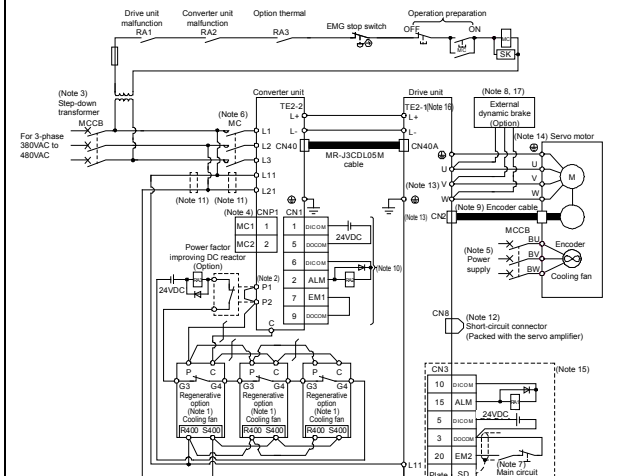 Drive unit
malfunction
RA1
Converter unit
malfunction
RA2
Option thermal
RA3
EMG stop switch
Operation preparation
OFF
ON
MC
MC
SK
(Note 3)
Step-down
transformer
MCCB
For 3-phase
380VAC to
480VAC
(Note 6)
MC
Converter unit
TE2-2
L+
L-
CN40
L1
L2
L3
L11
L21
(Note 11)
(Note 11)
MR-J3CDL05M
cable
Drive unit
TE2-1(Note 16)
L+
L-
CN40A
(Note 8, 17)
External
dynamic brake
(Option)
(Note 14) Servo motor
U
V
W
U
V
W
M
(Note 13)
(Note 9) Encoder cable
(Note 13) CN2
MCCB
(Note 5)
Power
supply
BU
BV
BW
Encoder
Cooling fan
(Note 4) CNP1
MC1 1
MC2 2
CN1
1 DICOM
5 DOCOM
6 DICOM
2 ALM
7 EM1
9 DOCOM
24VDC
(Note 10)
Power factor
improving DC reactor
(Option)
24VDC
(Note 2)
P1
P2
C
CN8
(Note 12)
Short-circuit connector
(Packed with the servo amplifier)
P C
G3 G4
Regenerative
option
(Note 1)
Cooling fan
R400 S400
P C
G3 G4
Regenerative
option
(Note 1)
Cooling fan
R400 S400
P C
G3 G4
Regenerative
option
(Note 1)
Cooling fan
R400 S400
CN3
(Note 15)
10 DICOM
15 ALM
5 DICOM
3 DOCOM
20 EM2
Plate SD
24VDC
(Note 7)
Main circuit
L11